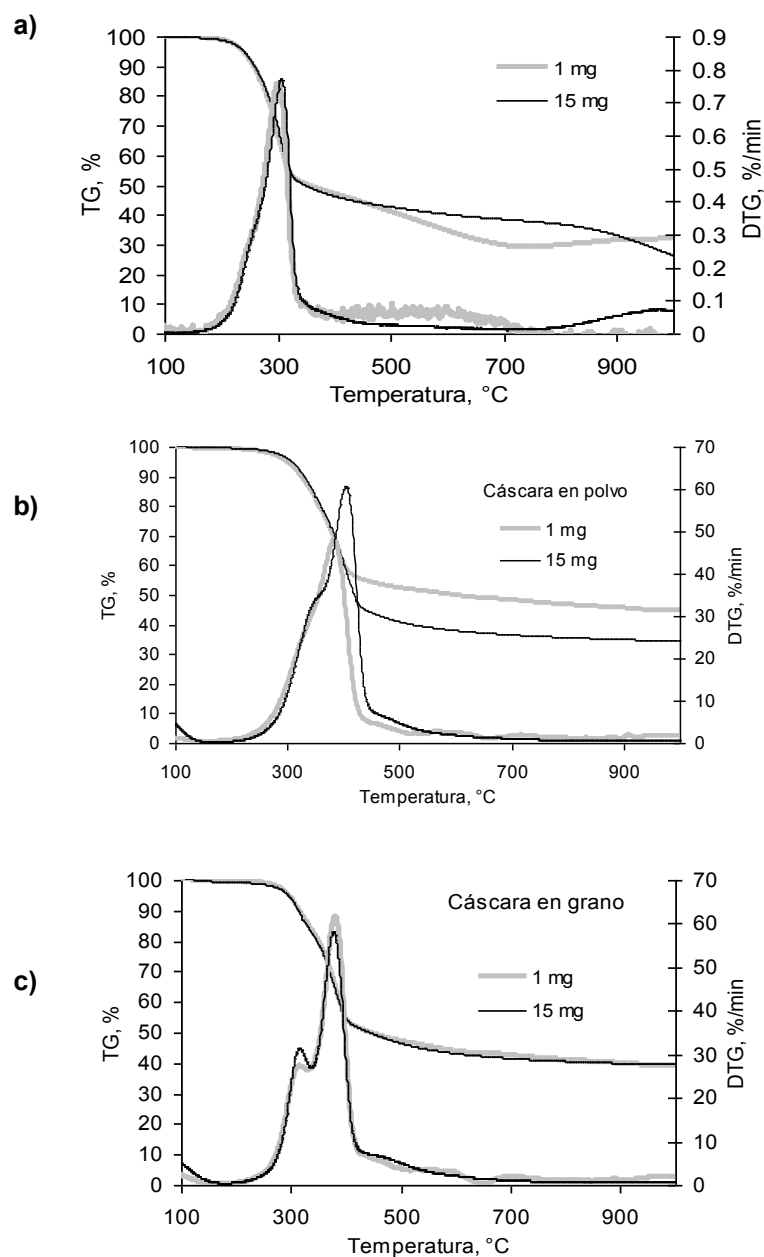 a)
100
90
80
70
60
50
40
30
20
10
0
TG, %
0.9
0.8
0.7
0.6
0.5
0.4
0.3
0.2
0.1
0
DTG, %/min
1 mg
15 mg
100 300 500 700 900
Temperatura, °C
b)
100
90
80
70
60
50
40
30
20
10
0
TG, %
70
60
50
40
30
20
10
0
DTG, %/min
Cáscara en polvo
1 mg
15 mg
100 300 500 700 900
Temperatura, °C
c)
100
90
80
70
60
50
40
30
20
10
0
TG, %
70
60
50
40
30
20
10
0
DTG, %/min
Cáscara en grano
1 mg
15 mg
100 300 500 700 900
Temperatura, °C